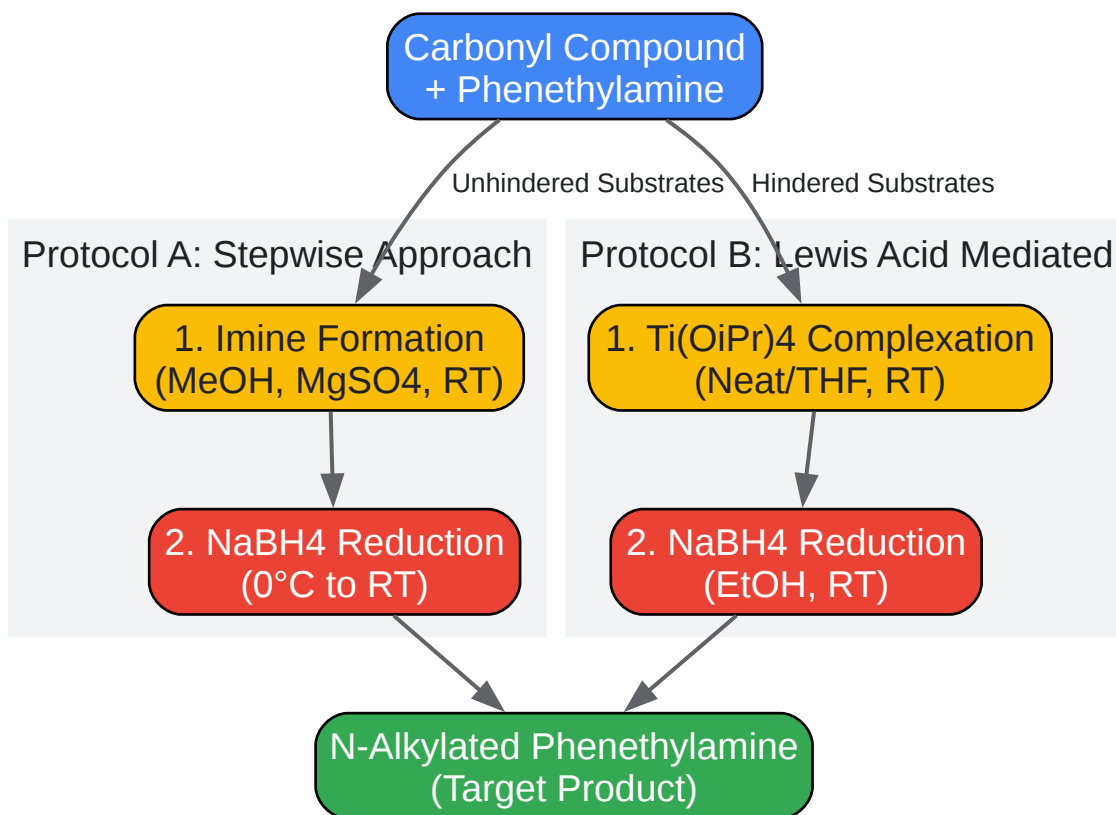 Carbonyl Compound
+ Phenethylamine
Unhindered Substrates
Hindered Substrates
Protocol A: Stepwise Approach
Protocol B: Lewis Acid Mediated
1. Imine Formation
(MeOH, MgSO4, RT)
1. Ti(OiPr)4 Complexation
(Neat/THF, RT)
2. NaBH4 Reduction
(0°C to RT)
2. NaBH4 Reduction
(EtOH, RT)
N-Alkylated Phenethylamine
(Target Product)